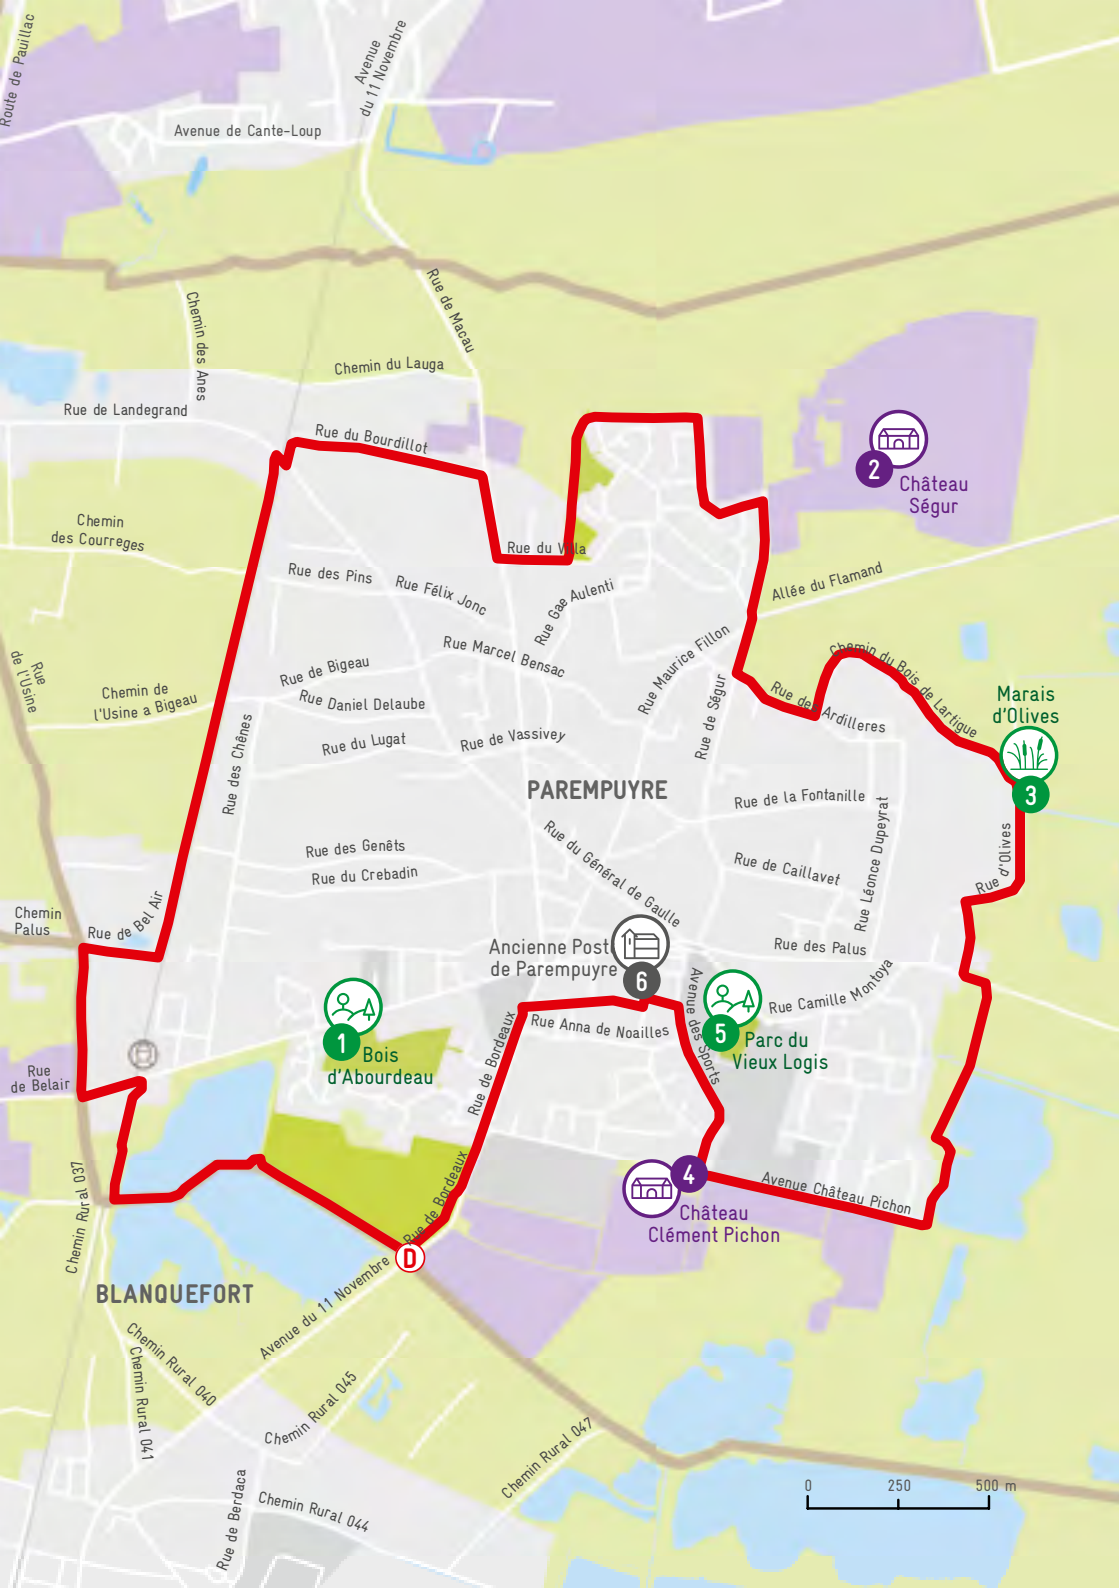 Route de Pauillac
Avenue
du 11 Novembre
Avenue de Cante-Loup
Chemin des Anes
Rue de Macau
Chemin du Lauga
Rue de Landegrand
Rue du Bourdillot
2
Château
Ségur
Chemin
des Courreges
Rue du Villa
Rue des Pins
Rue Félix Jonc
Rue Gae Aulenti
Allée du Flamand
Rue Marcel Bensac
Rue Maurice Fillon
Chemin du Bois de Lartigue
Rue
de l'Usine
Rue de Bigeau
Chemin de
l'Usine a Bigeau
Rue Daniel Delaube
Rue de Ségur
Rue des Ardilleres
Marais
d'Olives
3
Rue des Chênes
Rue du Lugat
Rue de Vassivey
PAREMPUYRE
Rue de la Fontanille
Rue Léonce Dupeyrat
Rue d'Olives
Rue des Genêts
Rue du Crebadin
Rue du Général de Gaulle
Rue de Caillavet
Chemin
Palus
Rue de Bel Air
Ancienne Post
de Parempuyre
6
Rue des Palus
Avenue des Sports
Rue Camille Montoya
1
Bois
d'Abourdeau
Rue de Bordeaux
Rue Anna de Noailles
5
Parc du
Vieux Logis
Rue
de Belair
Chemin Rural 037
Rue de Bordeaux
4
Château
Clément Pichon
Avenue Château Pichon
D
BLANQUEFORT
Avenue du 11 Novembre
Chemin Rural 040
Chemin Rural 041
Chemin Rural 045
Chemin Rural 047
Rue de Berdaca
Chemin Rural 044
0 250 500 m